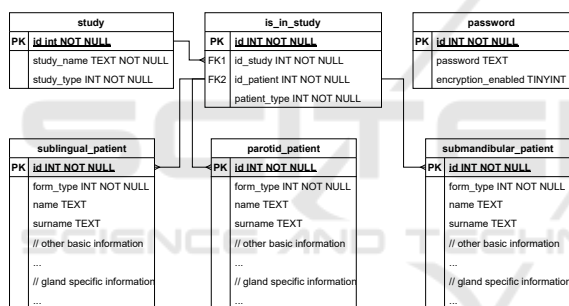 study
PK id int NOT NULL
study_name TEXT NOT NULL
study_type INT NOT NULL
is_in_study
PK id INT NOT NULL
FK1 id_study INT NOT NULL
FK2 id_patient INT NOT NULL
patient_type INT NOT NULL
password
PK id INT NOT NULL
password TEXT
encryption_enabled TINYINT
sublingual_patient
PK id INT NOT NULL
form_type INT NOT NULL
name TEXT
surname TEXT
// other basic information
...
// gland specific information
...
parotid_patient
PK id INT NOT NULL
form_type INT NOT NULL
name TEXT
surname TEXT
// other basic information
...
// gland specific information
...
submandibular_patient
PK id INT NOT NULL
form_type INT NOT NULL
name TEXT
surname TEXT
// other basic information
...
// gland specific information
...
SCIENCE AND TECHN